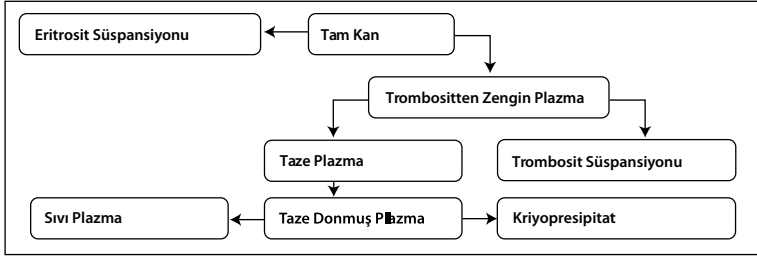 Eritrosit Süspansiyonu
Tam Kan
Trombositten Zengin Plazma
Taze Plazma
Trombosit Süspansiyonu
Sıvı Plazma
Taze Donmuş Plazma
Kriyopresipitat